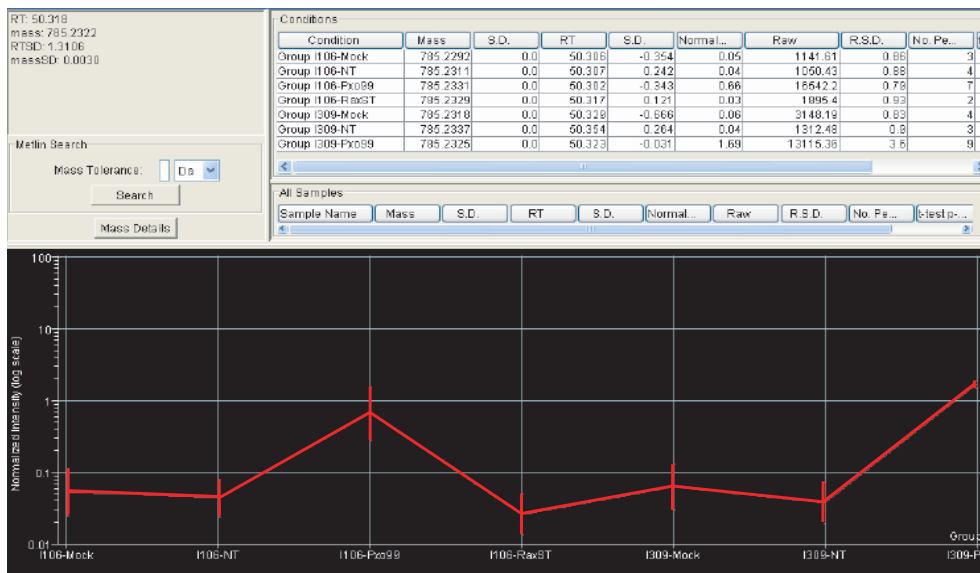 RT: 50.318
mass: 785.2322
RTSD: 1.3106
massSD: 0.0030
Metlin Search
Mass Tolerance: Da
Search
Mass Details
Conditions
Condition Mass S.D. RT S.D. Normal... Raw R.S.D. No. Pe...
Group I106-Mock 785.2292 0.0 50.306 -0.354 0.05 1141.61 0.86 3
Group I106-NT 785.2311 0.0 50.307 0.242 0.04 1050.43 0.88 4
Group I106-Pxo99 785.2331 0.0 50.302 -0.343 0.66 16542.2 0.79 7
Group I106-RaxST 785.2329 0.0 50.317 0.121 0.03 1895.4 0.93 2
Group I309-Mock 785.2318 0.0 50.329 -0.666 0.06 3148.19 0.83 4
Group I309-NT 785.2337 0.0 50.354 0.264 0.04 1312.48 0.9 3
Group I309-Pxo99 785.2325 0.0 50.323 -0.031 1.69 13115.36 3.6 9
All Samples
Sample Name Mass S.D. RT S.D. Normal... Raw R.S.D. No. Pe... t-test p-...
Normalized Intensity (log scale)
100
10
1
0.1
0.01
Group
I106-Mock I106-NT I106-Pxo99 I106-RaxST I309-Mock I309-NT I309-P